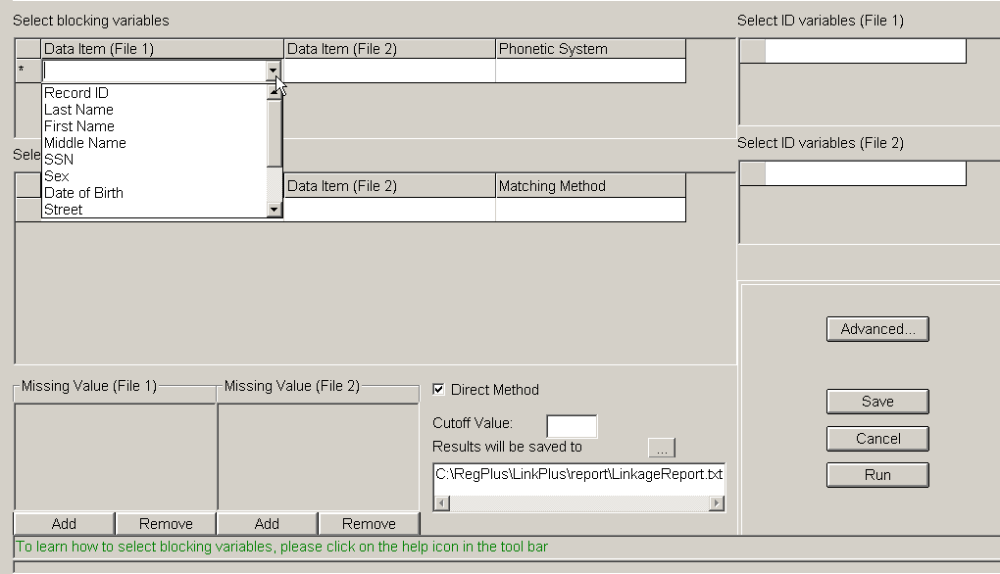 Select blocking variables
Data Item (File 1) Data Item (File 2) Phonetic System
*
Record ID
Last Name
First Name
Middle Name
SSN
Sex
Date of Birth
Street
Sele
Data Item (File 2) Matching Method
Select ID variables (File 1)
Select ID variables (File 2)
Missing Value (File 1) Missing Value (File 2)
Add Remove Add Remove
Direct Method
Cutoff Value:
Results will be saved to ...
C:\RegPlus\LinkPlus\report\LinkageReport.txt
Advanced...
Save
Cancel
Run
To learn how to select blocking variables, please click on the help icon in the tool bar